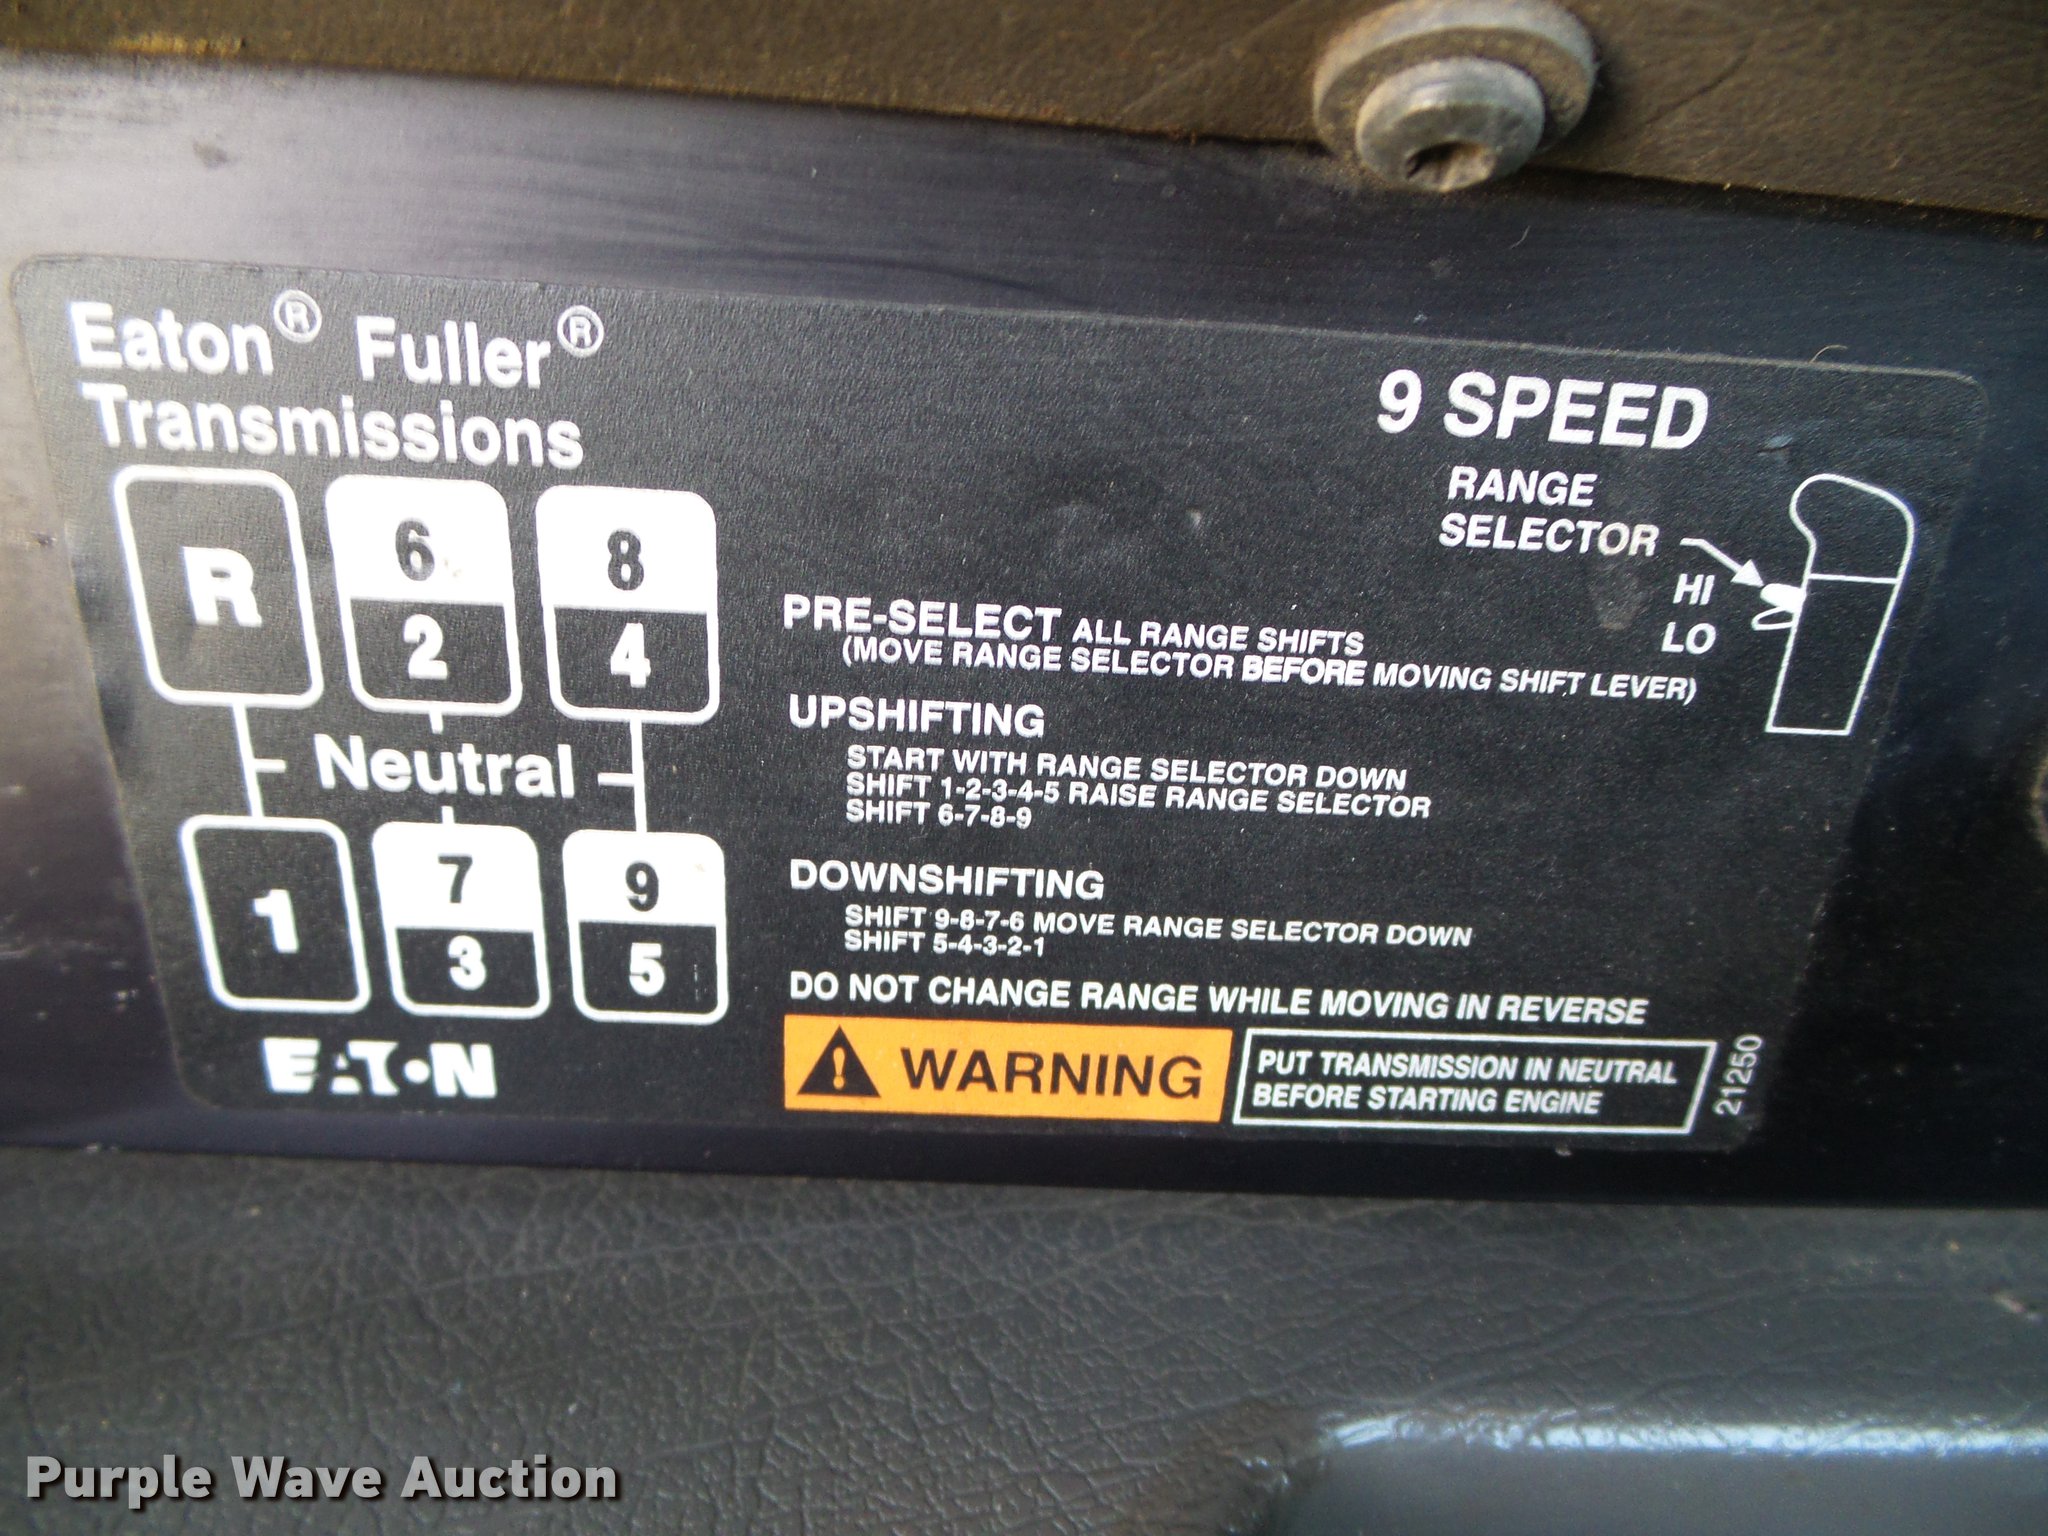 Eaton® Fuller®
Transmissions
9 SPEED
RANGE
SELECTOR
HI
LO
R
6
2
8
4
Neutral
1
7
3
9
5
EATON
PRE-SELECT ALL RANGE SHIFTS
(MOVE RANGE SELECTOR BEFORE MOVING SHIFT LEVER)
UPSHIFTING
START WITH RANGE SELECTOR DOWN
SHIFT 1-2-3-4-5 RAISE RANGE SELECTOR
SHIFT 6-7-8-9
DOWNSHIFTING
SHIFT 9-8-7-6 MOVE RANGE SELECTOR DOWN
SHIFT 5-4-3-2-1
DO NOT CHANGE RANGE WHILE MOVING IN REVERSE
! WARNING
PUT TRANSMISSION IN NEUTRAL
BEFORE STARTING ENGINE
21250
Purple Wave Auction